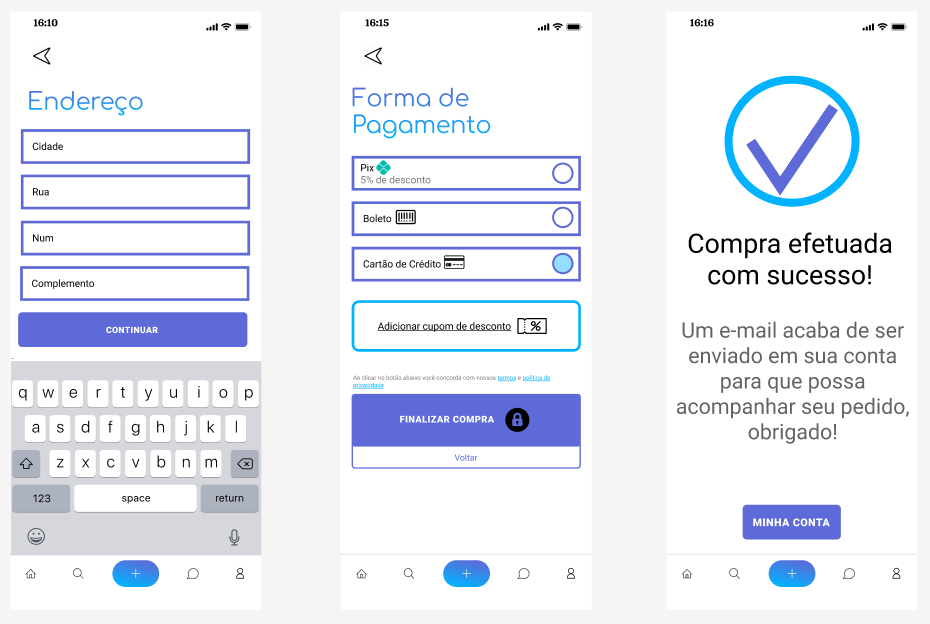 16:10
Endereço
Cidade
Rua
Num
Complemento
CONTINUAR
q w e r t y u i o p
a s d f g h j k l
z x c v b n m
123 space return
16:15
Forma de
Pagamento
Pix
5% de desconto
Boleto
Cartão de Crédito
Adicionar cupom de desconto %
Ao clicar no botão abaixo você concorda com nossos termos e política de
privacidade
FINALIZAR COMPRA
Voltar
16:16
Compra efetuada
com sucesso!
Um e-mail acaba de ser
enviado em sua conta
para que possa
acompanhar seu pedido,
obrigado!
MINHA CONTA